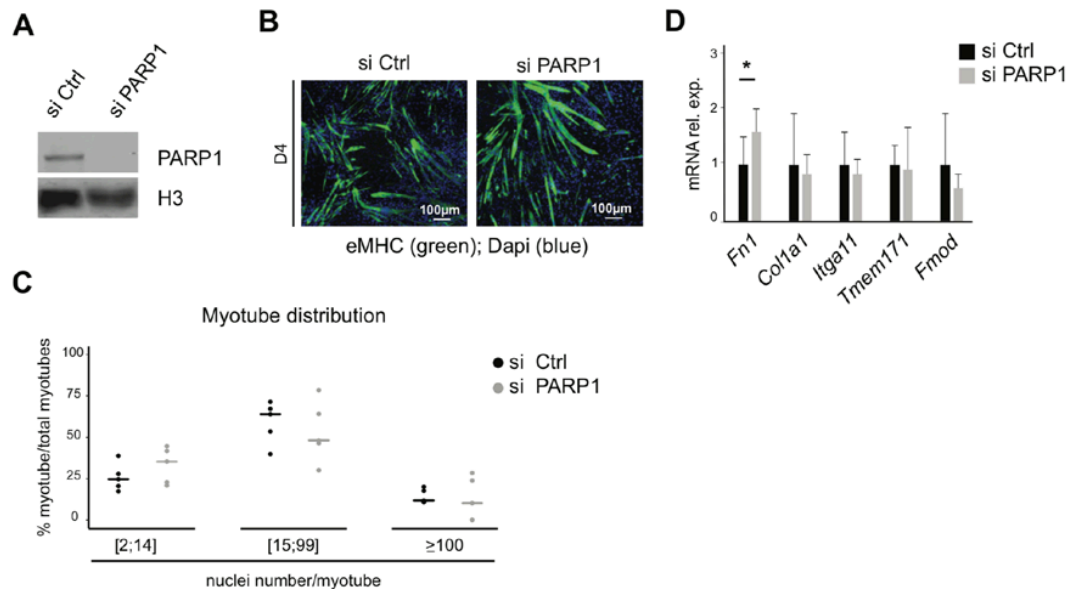 A
si Ctrl
si PARP1
PARP1
H3
B
si Ctrl
si PARP1
D4
100µm
100µm
eMHC (green); Dapi (blue)
C
Myotube distribution
% myotube/total myotubes
100
75
50
25
0
si Ctrl
si PARP1
[2;14]
[15;99]
≥100
nuclei number/myotube
D
mRNA rel. exp.
3
2
1
0
*
si Ctrl
si PARP1
Fn1
Col1a1
Itga11
Tmem171
Fmod